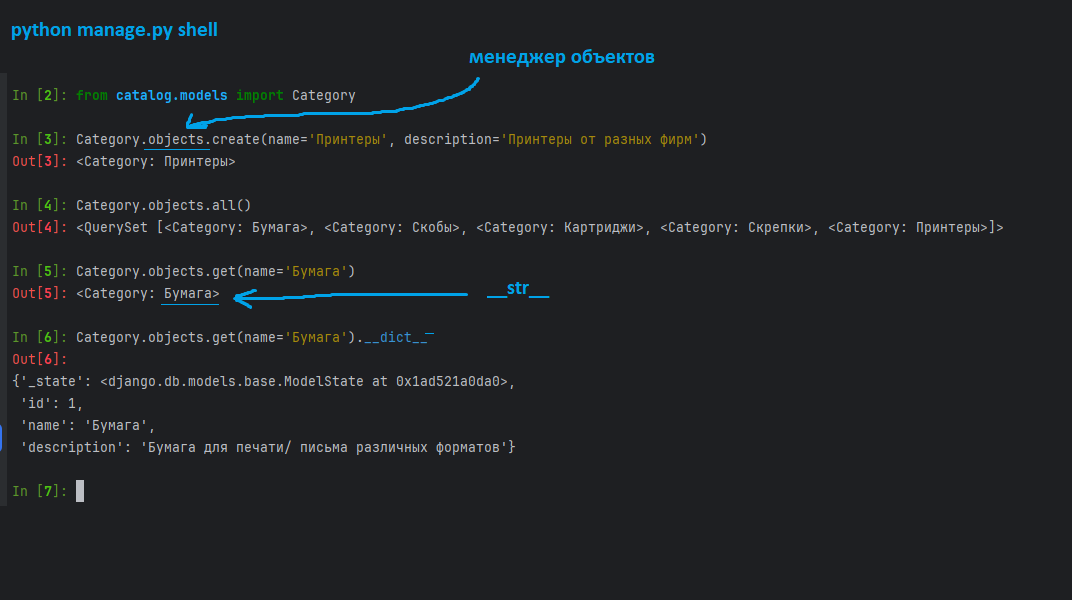 python manage.py shell
менеджер объектов
In [2]: from catalog.models import Category
In [3]: Category.objects.create(name='Принтеры', description='Принтеры от разных фирм')
Out[3]: <Category: Принтеры>
In [4]: Category.objects.all()
Out[4]: <QuerySet [<Category: Бумага>, <Category: Скобы>, <Category: Картриджи>, <Category: Скрепки>, <Category: Принтеры>]>
In [5]: Category.objects.get(name='Бумага')
Out[5]: <Category: Бумага>
__str__
In [6]: Category.objects.get(name='Бумага').__dict__
Out[6]:
{'_state': <django.db.models.base.ModelState at 0x1ad521a0da0>,
'id': 1,
'name': 'Бумага',
'description': 'Бумага для печати/ письма различных форматов'}
In [7]: